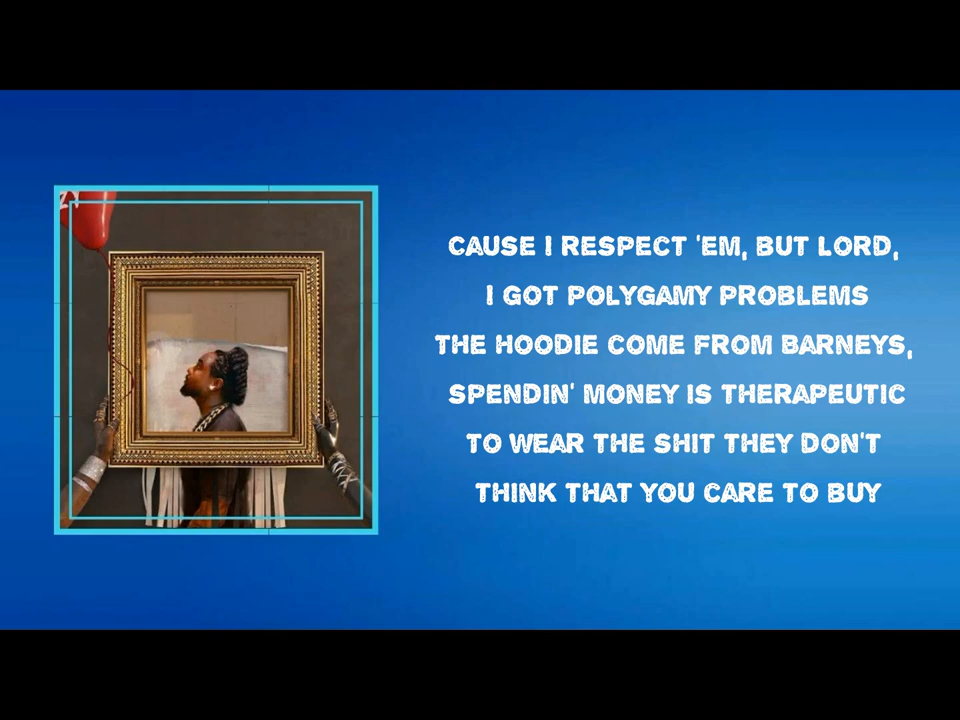 CAUSE I RESPECT 'EM, BUT LORD,
I GOT POLYGAMY PROBLEMS
THE HOODIE COME FROM BARNEYS,
SPENDIN' MONEY IS THERAPEUTIC
TO WEAR THE SHIT THEY DON'T
THINK THAT YOU CARE TO BUY